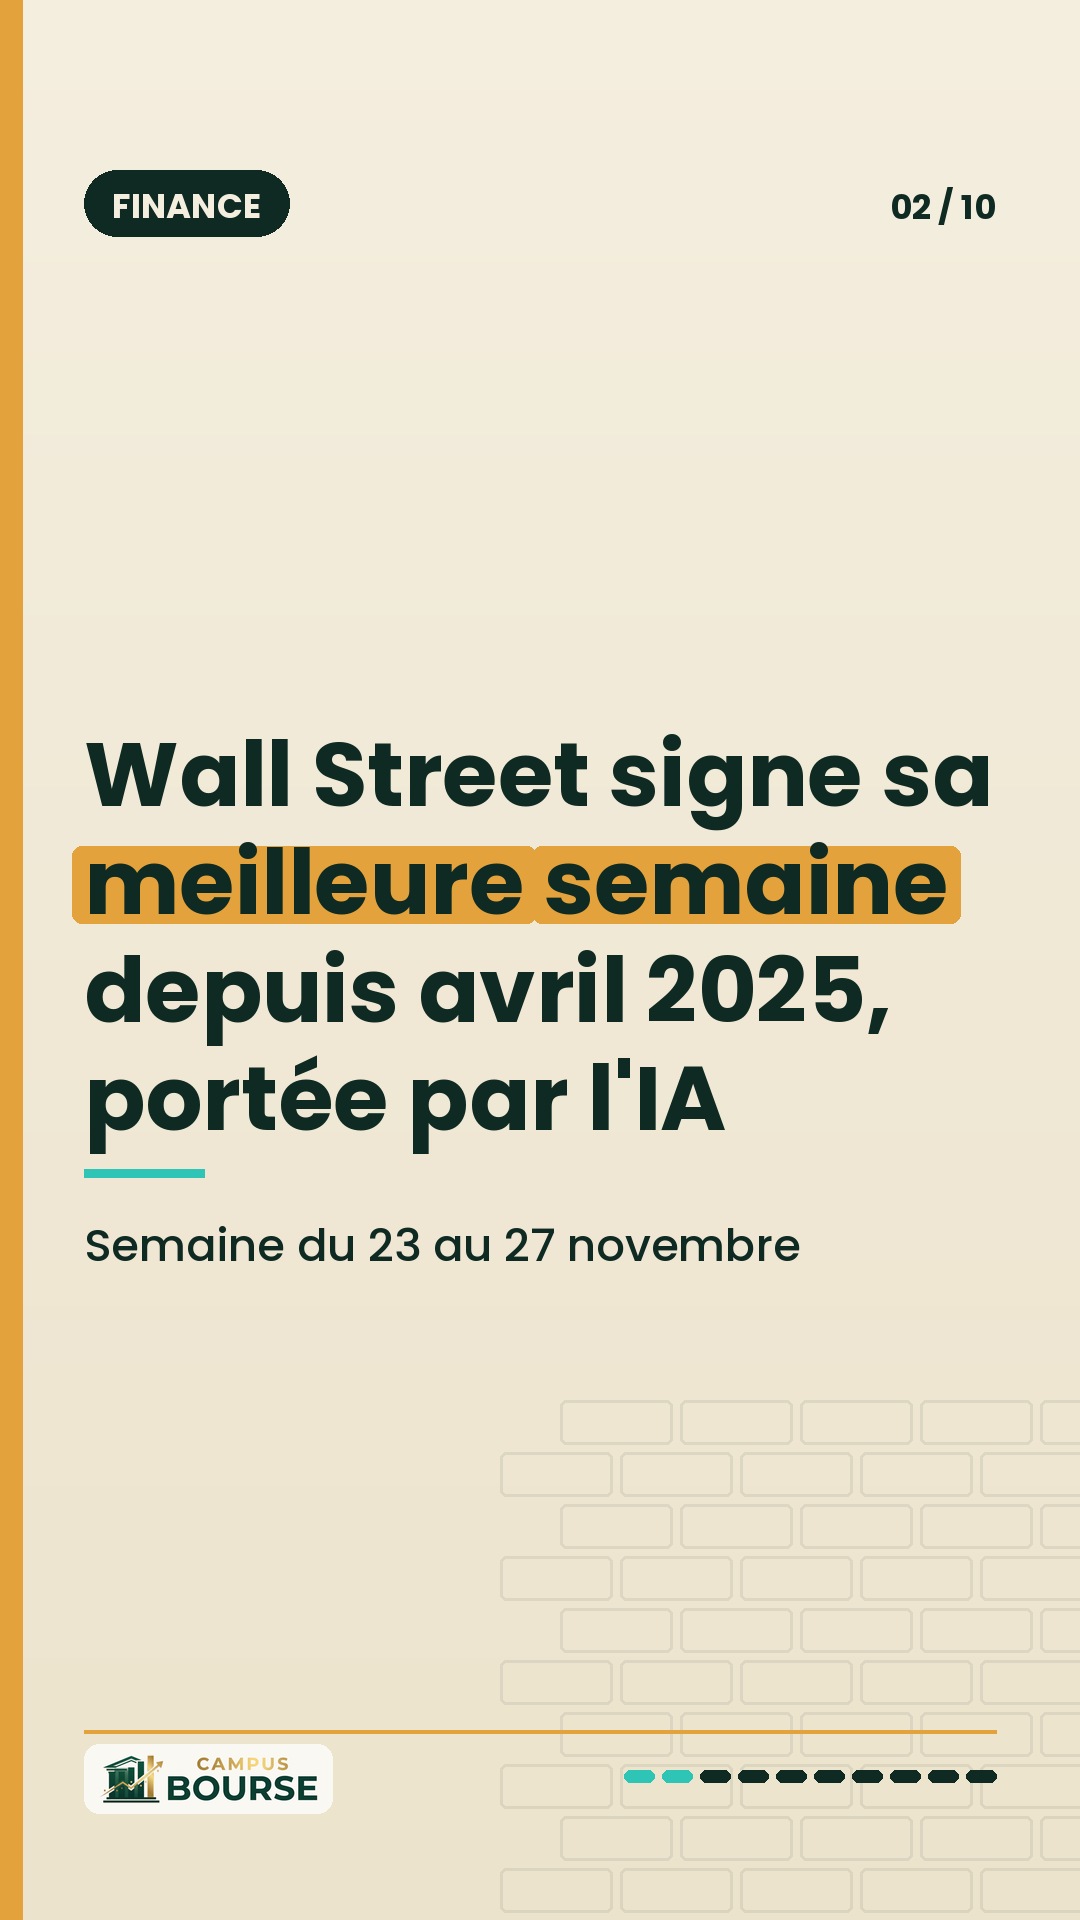 FINANCE
02 / 10
Wall Street signe sa
meilleure semaine
depuis avril 2025,
portée par l'IA
Semaine du 23 au 27 novembre
CAMPUS
BOURSE